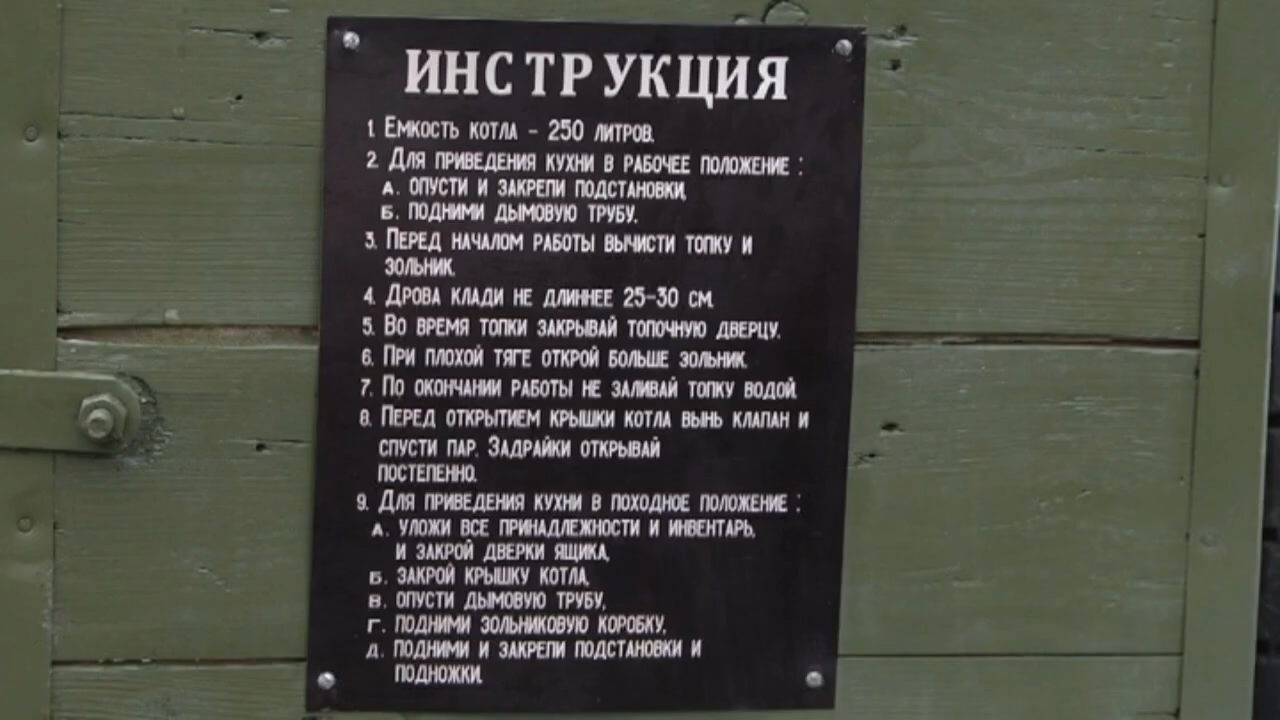 ИНСТРУКЦИЯ
1. Емкость котла - 250 литров.
2. Для приведения кухни в рабочее положение :
а. опусти и закрепи подстановки,
б. подними дымовую трубу.
3. Перед началом работы вычисти топку и
зольник.
4. Дрова клади не длиннее 25-30 см.
5. Во время топки закрывай топочную дверцу.
6. При плохой тяге открой больше зольник.
7. По окончании работы не заливай топку водой.
8. Перед открытием крышки котла вынь клапан и
спусти пар. Задрайки открывай
постепенно.
9. Для приведения кухни в походное положение :
а. уложи все принадлежности и инвентарь,
и закрой дверки ящика,
б. закрой крышку котла,
в. опусти дымовую трубу,
г. подними зольниковую коробку,
д. подними и закрепи подстановки и
подножки.